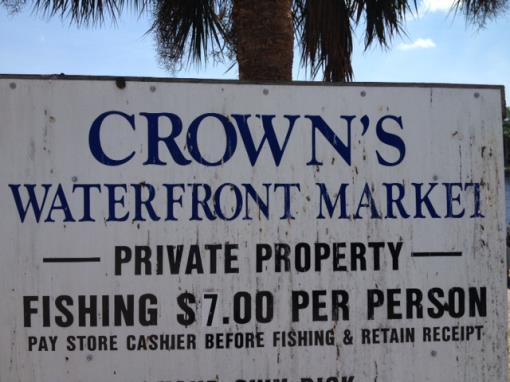 CROWN'S
WATERFRONT MARKET
— PRIVATE PROPERTY —
FISHING $7.00 PER PERSON
PAY STORE CASHIER BEFORE FISHING & RETAIN RECEIPT